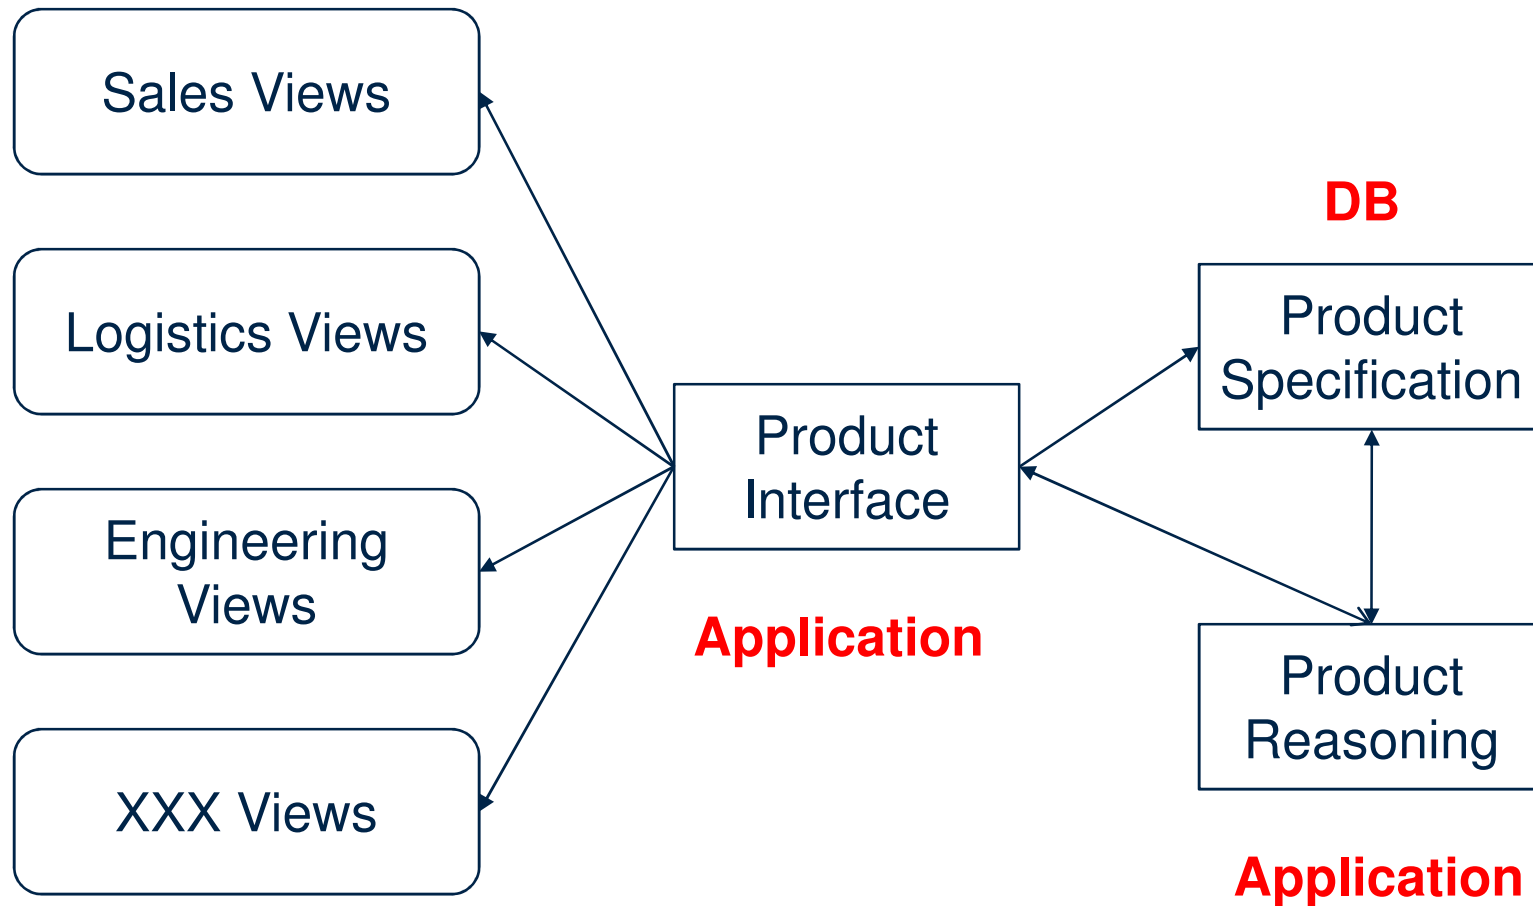 Sales Views
Logistics Views
Engineering
Views
XXX Views
Product
Interface
Application
DB
Product
Specification
Product
Reasoning
Application